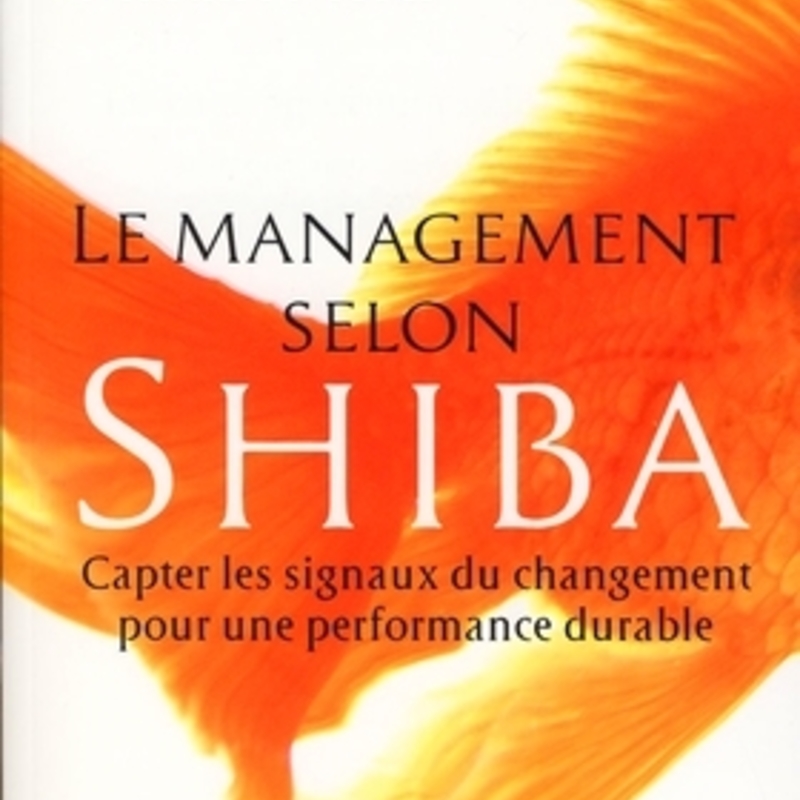 LE MANAGEMENT
SELON
SHIBA
Capter les signaux du changement
pour une performance durable